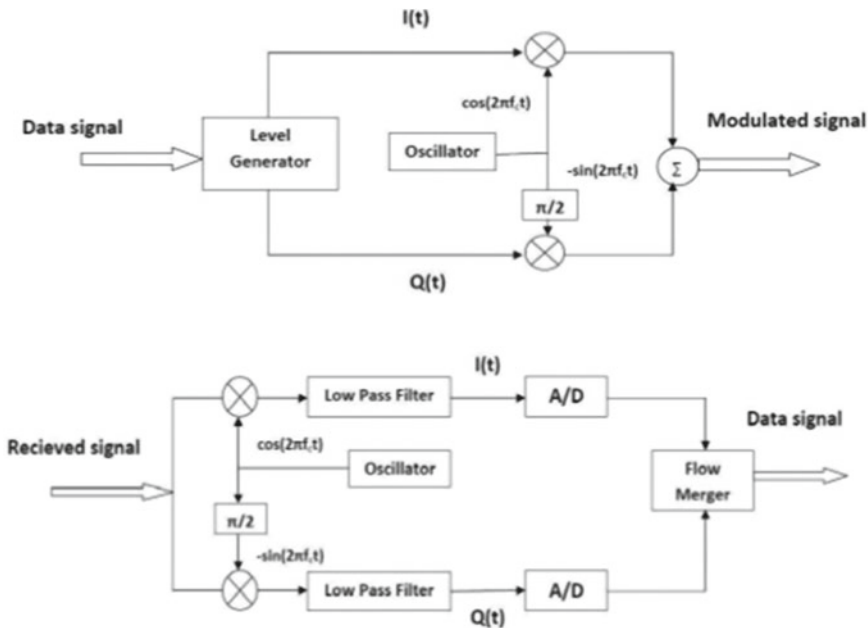 I(t)
cos(2πfct)
Data signal
Level
Generator
Oscillator
Modulated signal
-sin(2πfct)
Σ
π/2
Q(t)
I(t)
Low Pass Filter
A/D
Data signal
Recieved signal
cos(2πfct)
Oscillator
Flow
Merger
π/2
-sin(2πfct)
Low Pass Filter
A/D
Q(t)